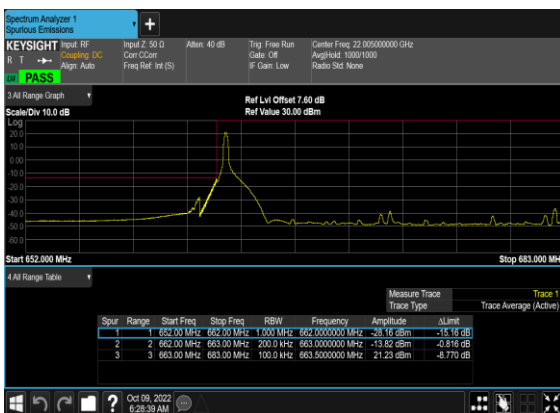 Spectrum Analyzer 1
Spurious Emissions
+
KEYSIGHT Input: RF Input Z: 50 Ω Atten: 40 dB Trig: Free Run Center Freq: 22.005000000 GHz
R T Coupling: DC Corr CCorr Gate: Off Avg|Hold: 1000/1000
Align: Auto Freq Ref: Int (S) IF Gain: Low Radio Std: None
PASS
3 All Range Graph
Scale/Div 10.0 dB Ref Lvl Offset 7.60 dB
Ref Value 30.00 dBm
Log
20.0
10.0
0.00
-10.0
-20.0
-30.0
-40.0
-50.0
-60.0
Start 652.000 MHz Stop 683.000 MH
4 All Range Table
Measure Trace Trace 1
Trace Type Trace Average (Active)
Spur Range Start Freq Stop Freq RBW Frequency Amplitude ΔLimit
1 1 652.00 MHz 662.00 MHz 1.000 MHz 662.0000000 MHz -28.16 dBm -15.16 dB
2 2 662.00 MHz 663.00 MHz 200.0 kHz 663.0000000 MHz -13.82 dBm -0.816 dB
3 3 663.00 MHz 683.00 MHz 100.0 kHz 663.5000000 MHz 21.23 dBm -8.770 dB
? Oct 09, 2022
6:28:39 AM